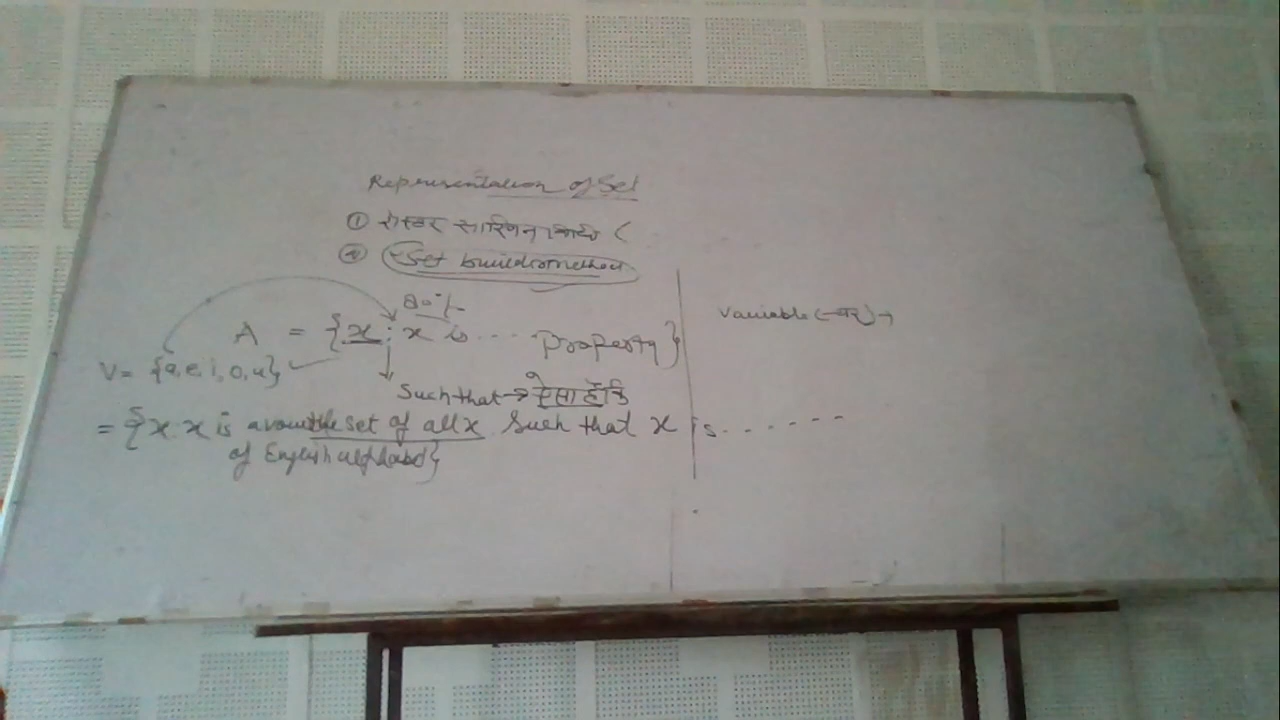 Representation of Set
① रोस्टर सारणिन
② Set builder method
A = {x : x is .... property}
V = {a, e, i, o, u}
Such that → ऐसा हैकि
= {x x is a vowel the set of all x Such that x is.......
of English alphabet}
Variable (चर) →